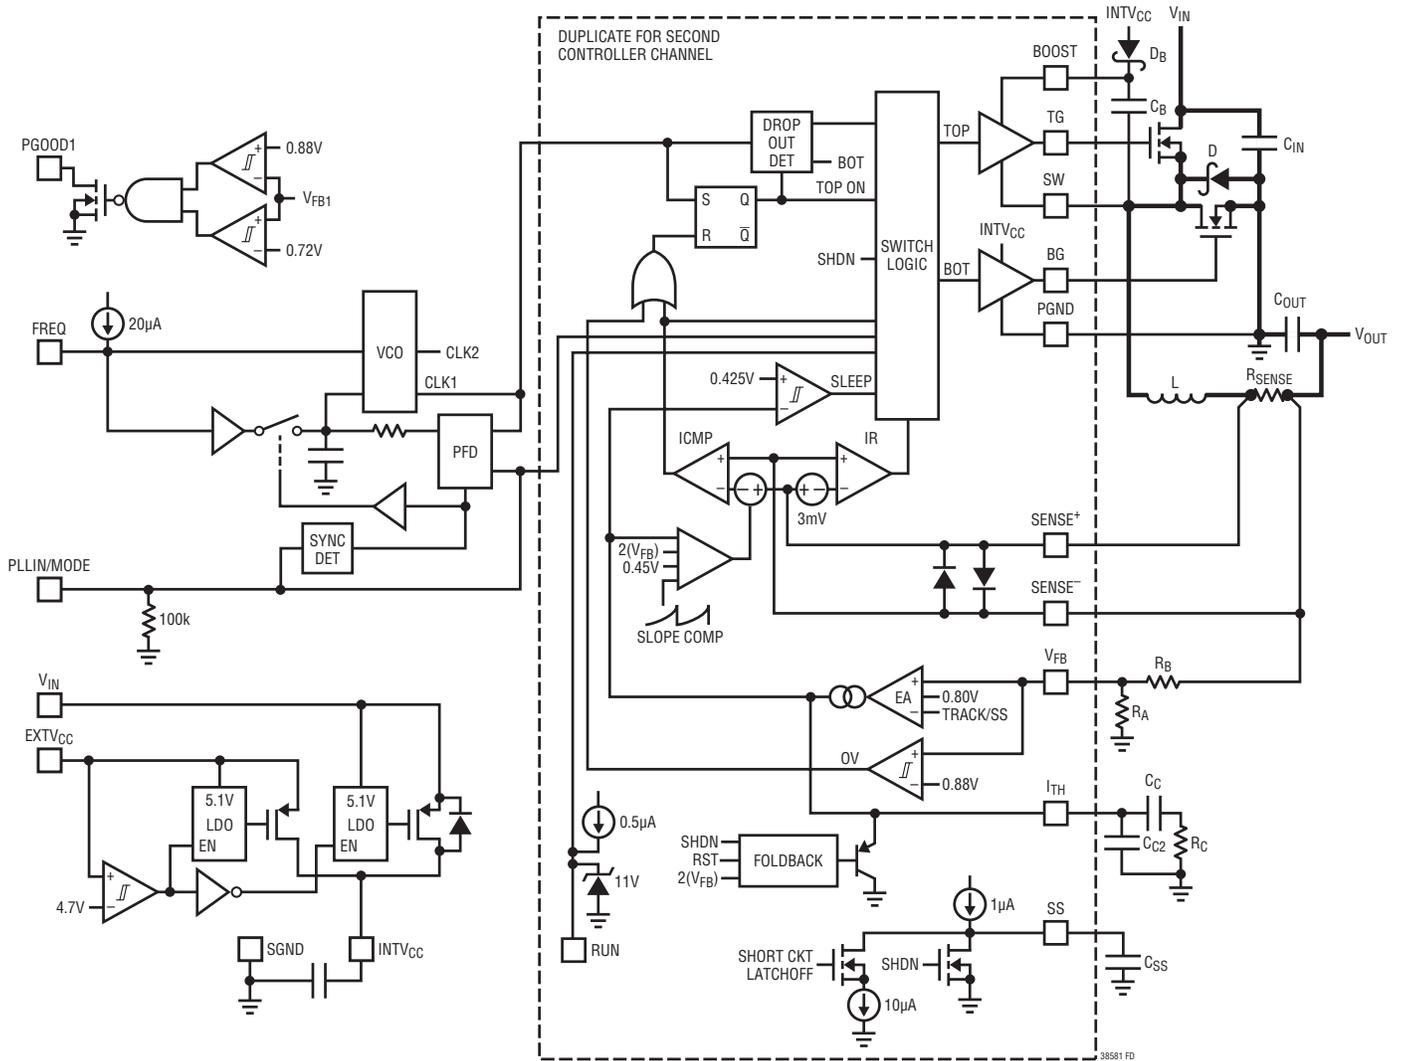 DUPLICATE FOR SECOND
CONTROLLER CHANNEL
INTVCC
VIN
BOOST
DB
CB
TG
TOP
DROP
OUT
DET
BOT
TOP ON
CIN
D
SW
PGOOD1
+
0.88V
−
VFB1
+
−
0.72V
S
Q
R
Q̅
SHDN
SWITCH
LOGIC
INTVCC
BOT
BG
PGND
COUT
VOUT
FREQ
20µA
VCO
CLK2
CLK1
0.425V
+
−
SLEEP
L
RSENSE
PFD
ICMP
IR
+
−
− +
+ −
+
−
3mV
SYNC
DET
SENSE+
2(VFB)
0.45V
PLLIN/MODE
100k
SLOPE COMP
SENSE−
VFB
RB
RA
EA
+
0.80V
−
TRACK/SS
VIN
EXTVCC
OV
+
−
0.88V
5.1V
LDO
EN
5.1V
LDO
EN
ITH
CC
CC2
RC
0.5µA
11V
SHDN
RST
2(VFB)
FOLDBACK
+
4.7V
−
1µA
SS
SGND
INTVCC
RUN
SHORT CKT
LATCHOFF
SHDN
CSS
10µA
38581 FD